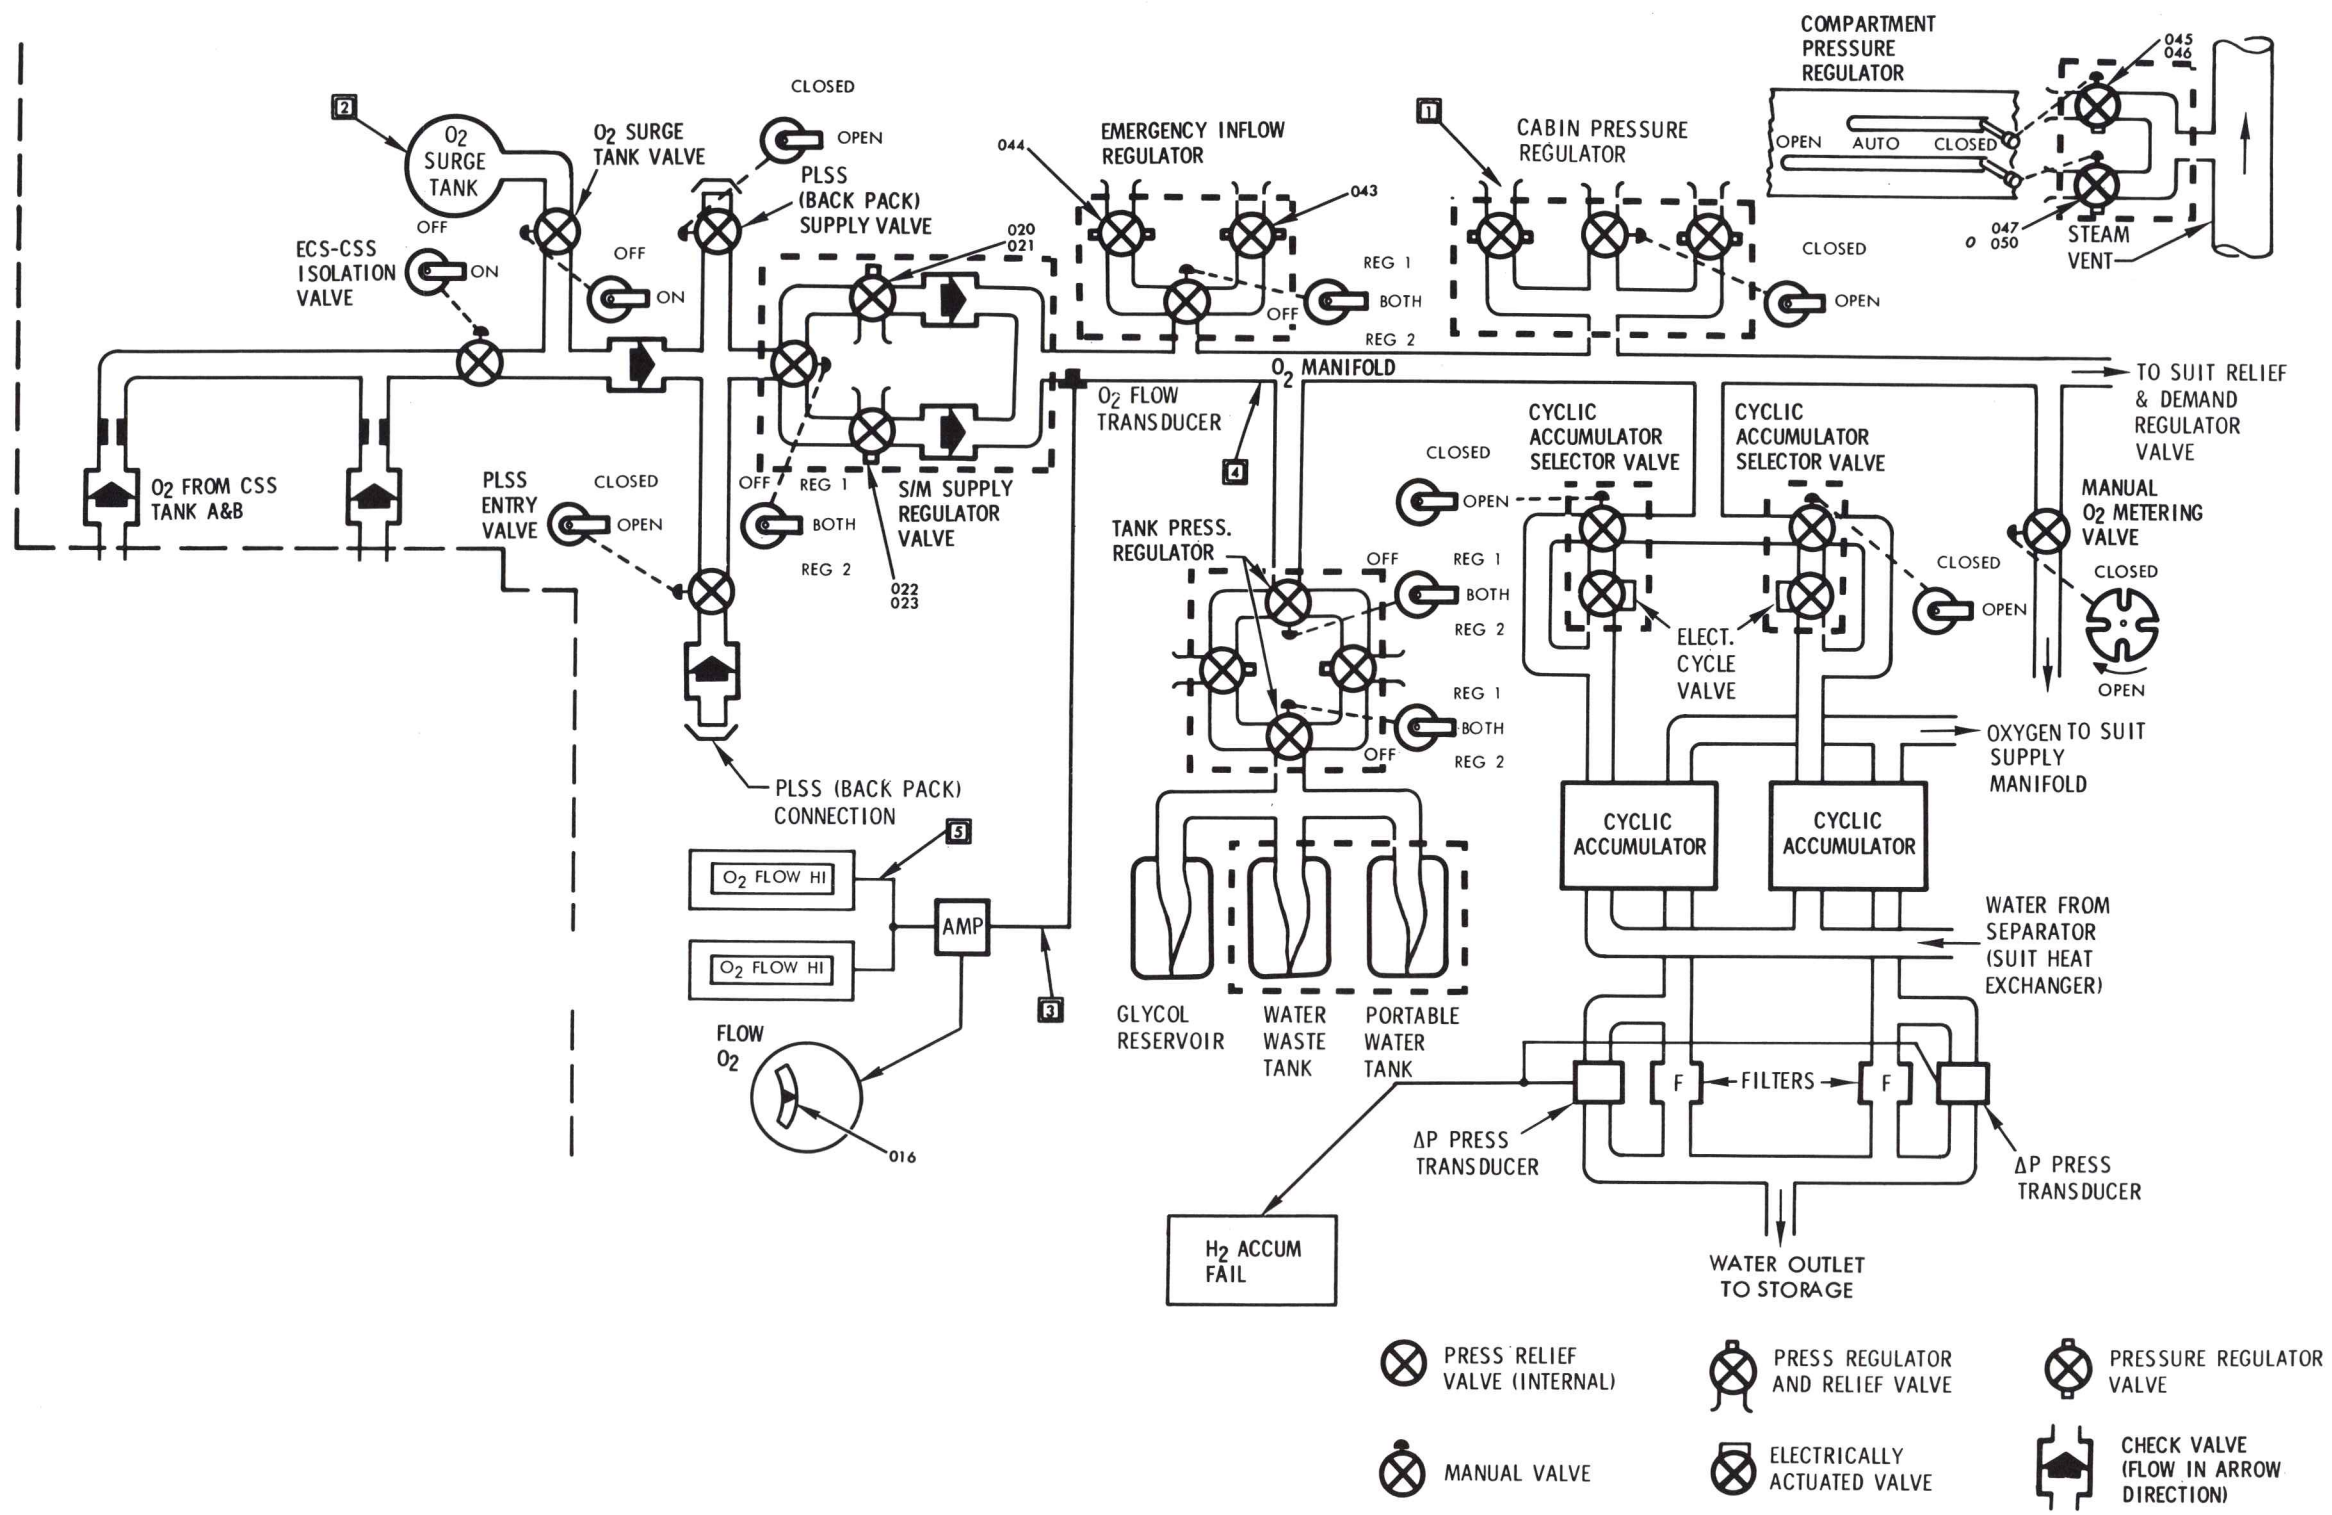 COMPARTMENT
PRESSURE
REGULATOR
045
046
OPEN
AUTO
CLOSED
047
O 050
STEAM
VENT
2
O2
SURGE
TANK
O2 SURGE
TANK VALVE
CLOSED
OPEN
PLSS
(BACK PACK)
SUPPLY VALVE
OFF
ECS-CSS
ISOLATION
VALVE
ON
OFF
ON
020
021
044
EMERGENCY INFLOW
REGULATOR
043
REG 1
OFF
BOTH
REG 2
1
CABIN PRESSURE
REGULATOR
CLOSED
OPEN
O2 MANIFOLD
TO SUIT RELIEF
& DEMAND
REGULATOR
VALVE
O2 FLOW
TRANSDUCER
4
O2 FROM CSS
TANK A&B
PLSS
ENTRY
VALVE
CLOSED
OPEN
OFF
REG 1
BOTH
REG 2
S/M SUPPLY
REGULATOR
VALVE
022
023
CYCLIC
ACCUMULATOR
SELECTOR VALVE
CYCLIC
ACCUMULATOR
SELECTOR VALVE
CLOSED
OPEN
MANUAL
O2 METERING
VALVE
CLOSED
OPEN
CLOSED
OPEN
TANK PRESS.
REGULATOR
OFF
REG 1
BOTH
REG 2
REG 1
BOTH
OFF
REG 2
ELECT.
CYCLE
VALVE
OXYGEN TO SUIT
SUPPLY
MANIFOLD
PLSS (BACK PACK)
CONNECTION
5
O2 FLOW HI
AMP
O2 FLOW HI
3
FLOW
O2
016
GLYCOL
RESERVOIR
WATER
WASTE
TANK
PORTABLE
WATER
TANK
CYCLIC
ACCUMULATOR
CYCLIC
ACCUMULATOR
WATER FROM
SEPARATOR
(SUIT HEAT
EXCHANGER)
F
FILTERS
F
ΔP PRESS
TRANSDUCER
ΔP PRESS
TRANSDUCER
H2 ACCUM
FAIL
WATER OUTLET
TO STORAGE
PRESS RELIEF
VALVE (INTERNAL)
PRESS REGULATOR
AND RELIEF VALVE
PRESSURE REGULATOR
VALVE
MANUAL VALVE
ELECTRICALLY
ACTUATED VALVE
CHECK VALVE
(FLOW IN ARROW
DIRECTION)